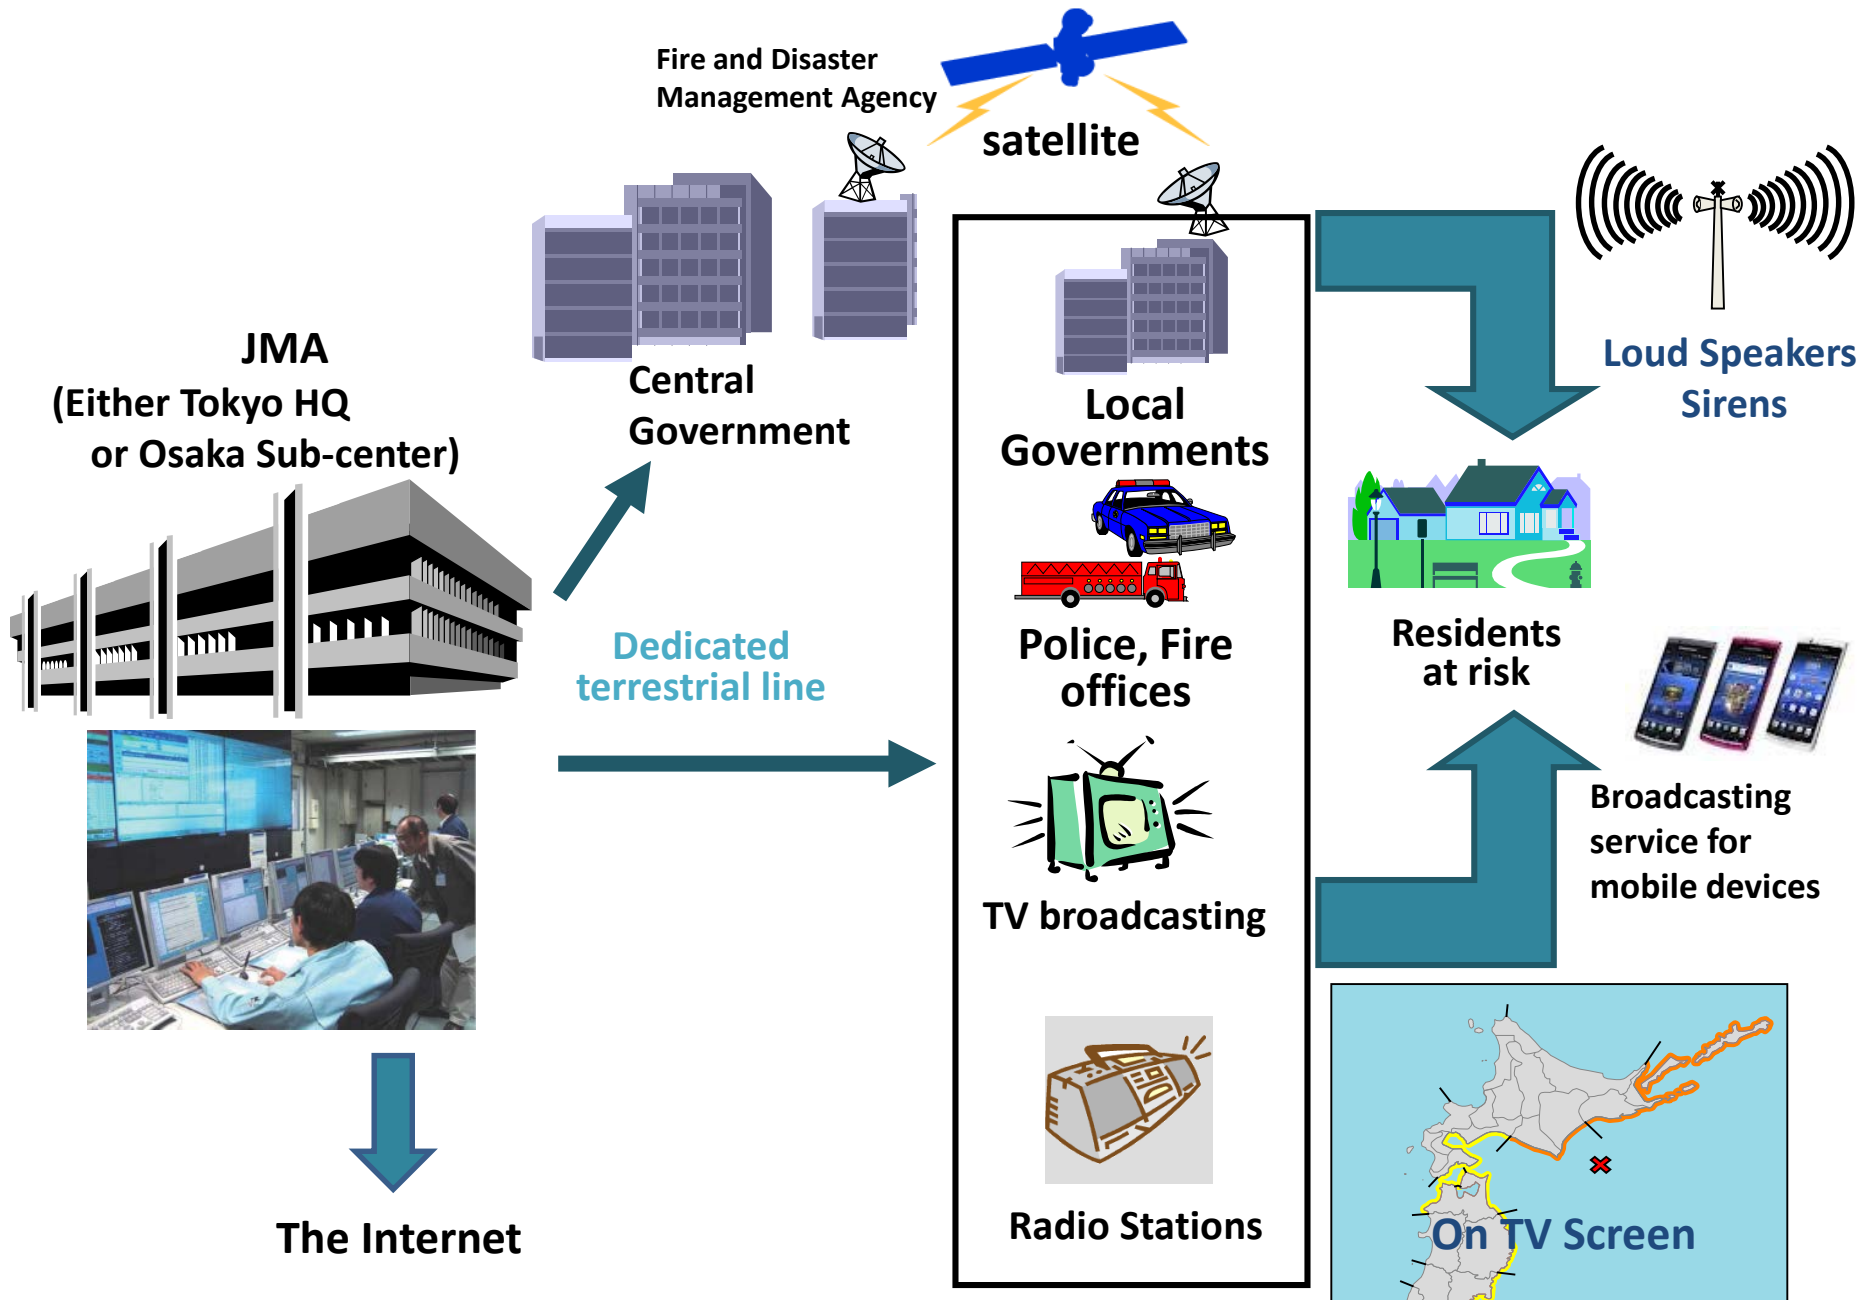 Fire and Disaster
Management Agency
satellite
JMA
(Either Tokyo HQ
or Osaka Sub-center)
Central
Government
Local
Governments
Loud Speakers
Sirens
Dedicated
terrestrial line
Police, Fire
offices
Residents
at risk
TV broadcasting
Broadcasting
service for
mobile devices
The Internet
Radio Stations
On TV Screen